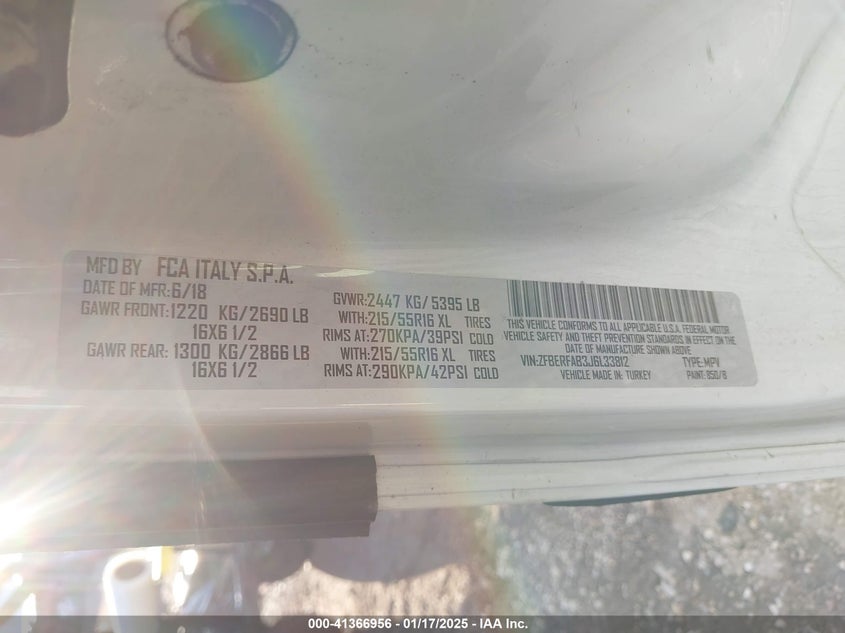 MFD BY FCA ITALY S.P.A.
DATE OF MFR: 6/18
GAWR FRONT: 1220 KG/2690 LB
16X6 1/2
GAWR REAR: 1300 KG/2866 LB
16X6 1/2
GVWR: 2447 KG/ 5395 LB
WITH: 215/55R16 XL TIRES
RIMS AT: 270KPA/39PSI COLD
WITH: 215/55R16 XL TIRES
RIMS AT: 290KPA/42PSI COLD
THIS VEHICLE CONFORMS TO ALL APPLICABLE U.S.A. FEDERAL MOTOR
VEHICLE SAFETY AND THEFT PREVENTION STANDARDS IN EFFECT ON
DATE OF MANUFACTURE SHOWN ABOVE
VIN: ZFBERFAB3J6L33812 TYPE: MPV
VEHICLE MADE IN: TURKEY PAINT: 850/B
000-41366956 - 01/17/2025 - IAA Inc.